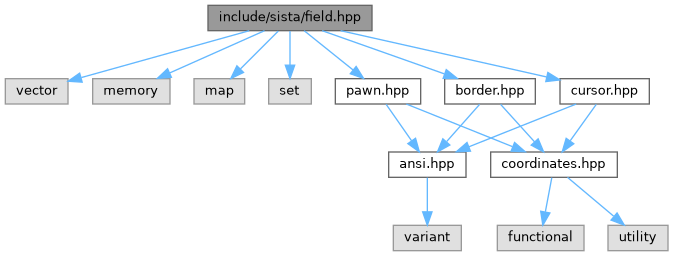 include/sista/field.hpp
vector
memory
map
set
pawn.hpp
border.hpp
cursor.hpp
ansi.hpp
coordinates.hpp
variant
functional
utility